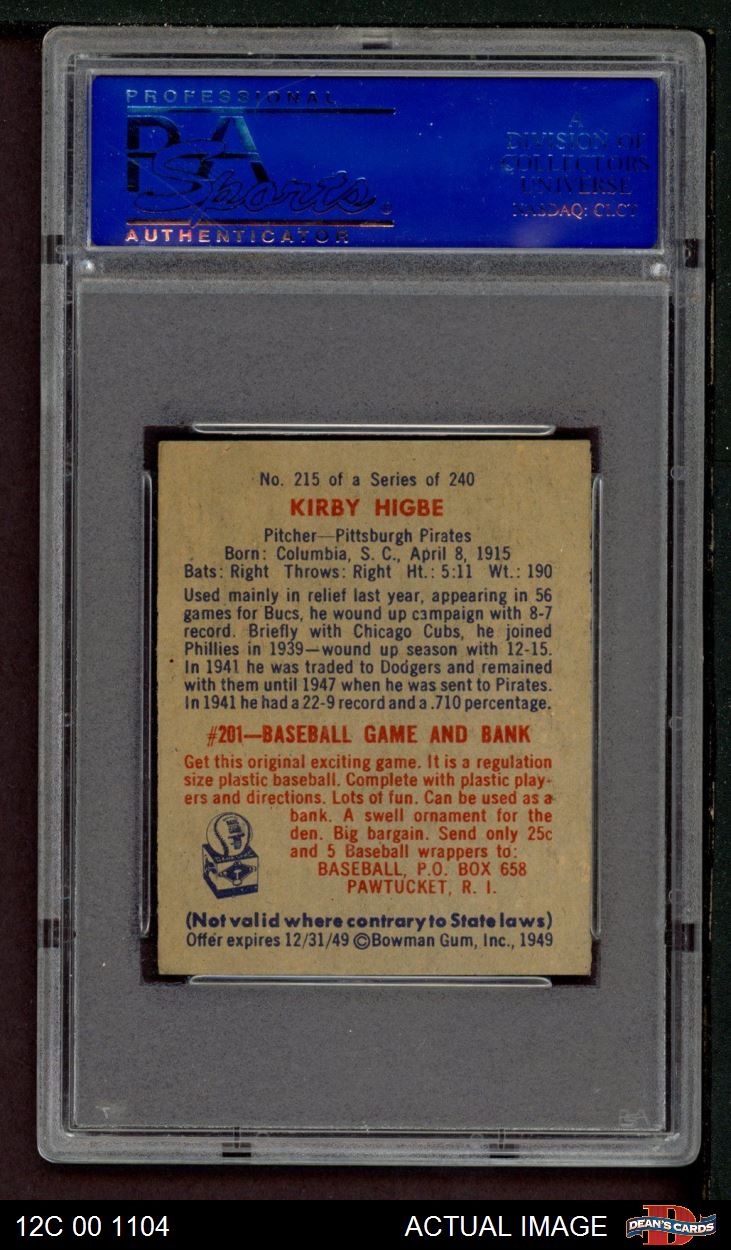 PROFESSIONAL
PSA
Sports
AUTHENTICATOR
A
DIVISION OF
COLLECTORS
UNIVERSE
NASDAQ: CLCT
No. 215 of a Series of 240
KIRBY HIGBE
Pitcher—Pittsburgh Pirates
Born: Columbia, S. C., April 8, 1915
Bats: Right Throws: Right Ht.: 5:11 Wt.: 190
Used mainly in relief last year, appearing in 56
games for Bucs, he wound up campaign with 8-7
record. Briefly with Chicago Cubs, he joined
Phillies in 1939—wound up season with 12-15.
In 1941 he was traded to Dodgers and remained
with them until 1947 when he was sent to Pirates.
In 1941 he had a 22-9 record and a .710 percentage.
#201—BASEBALL GAME AND BANK
Get this original exciting game. It is a regulation
size plastic baseball. Complete with plastic play-
ers and directions. Lots of fun. Can be used as a
bank. A swell ornament for the
den. Big bargain. Send only 25c
and 5 Baseball wrappers to:
BASEBALL, P.O. BOX 658
PAWTUCKET, R. I.
(Not valid where contrary to State laws)
Offer expires 12/31/49 ©Bowman Gum, Inc., 1949
PSA
12C 00 1104
ACTUAL IMAGE
DEAN'S CARDS